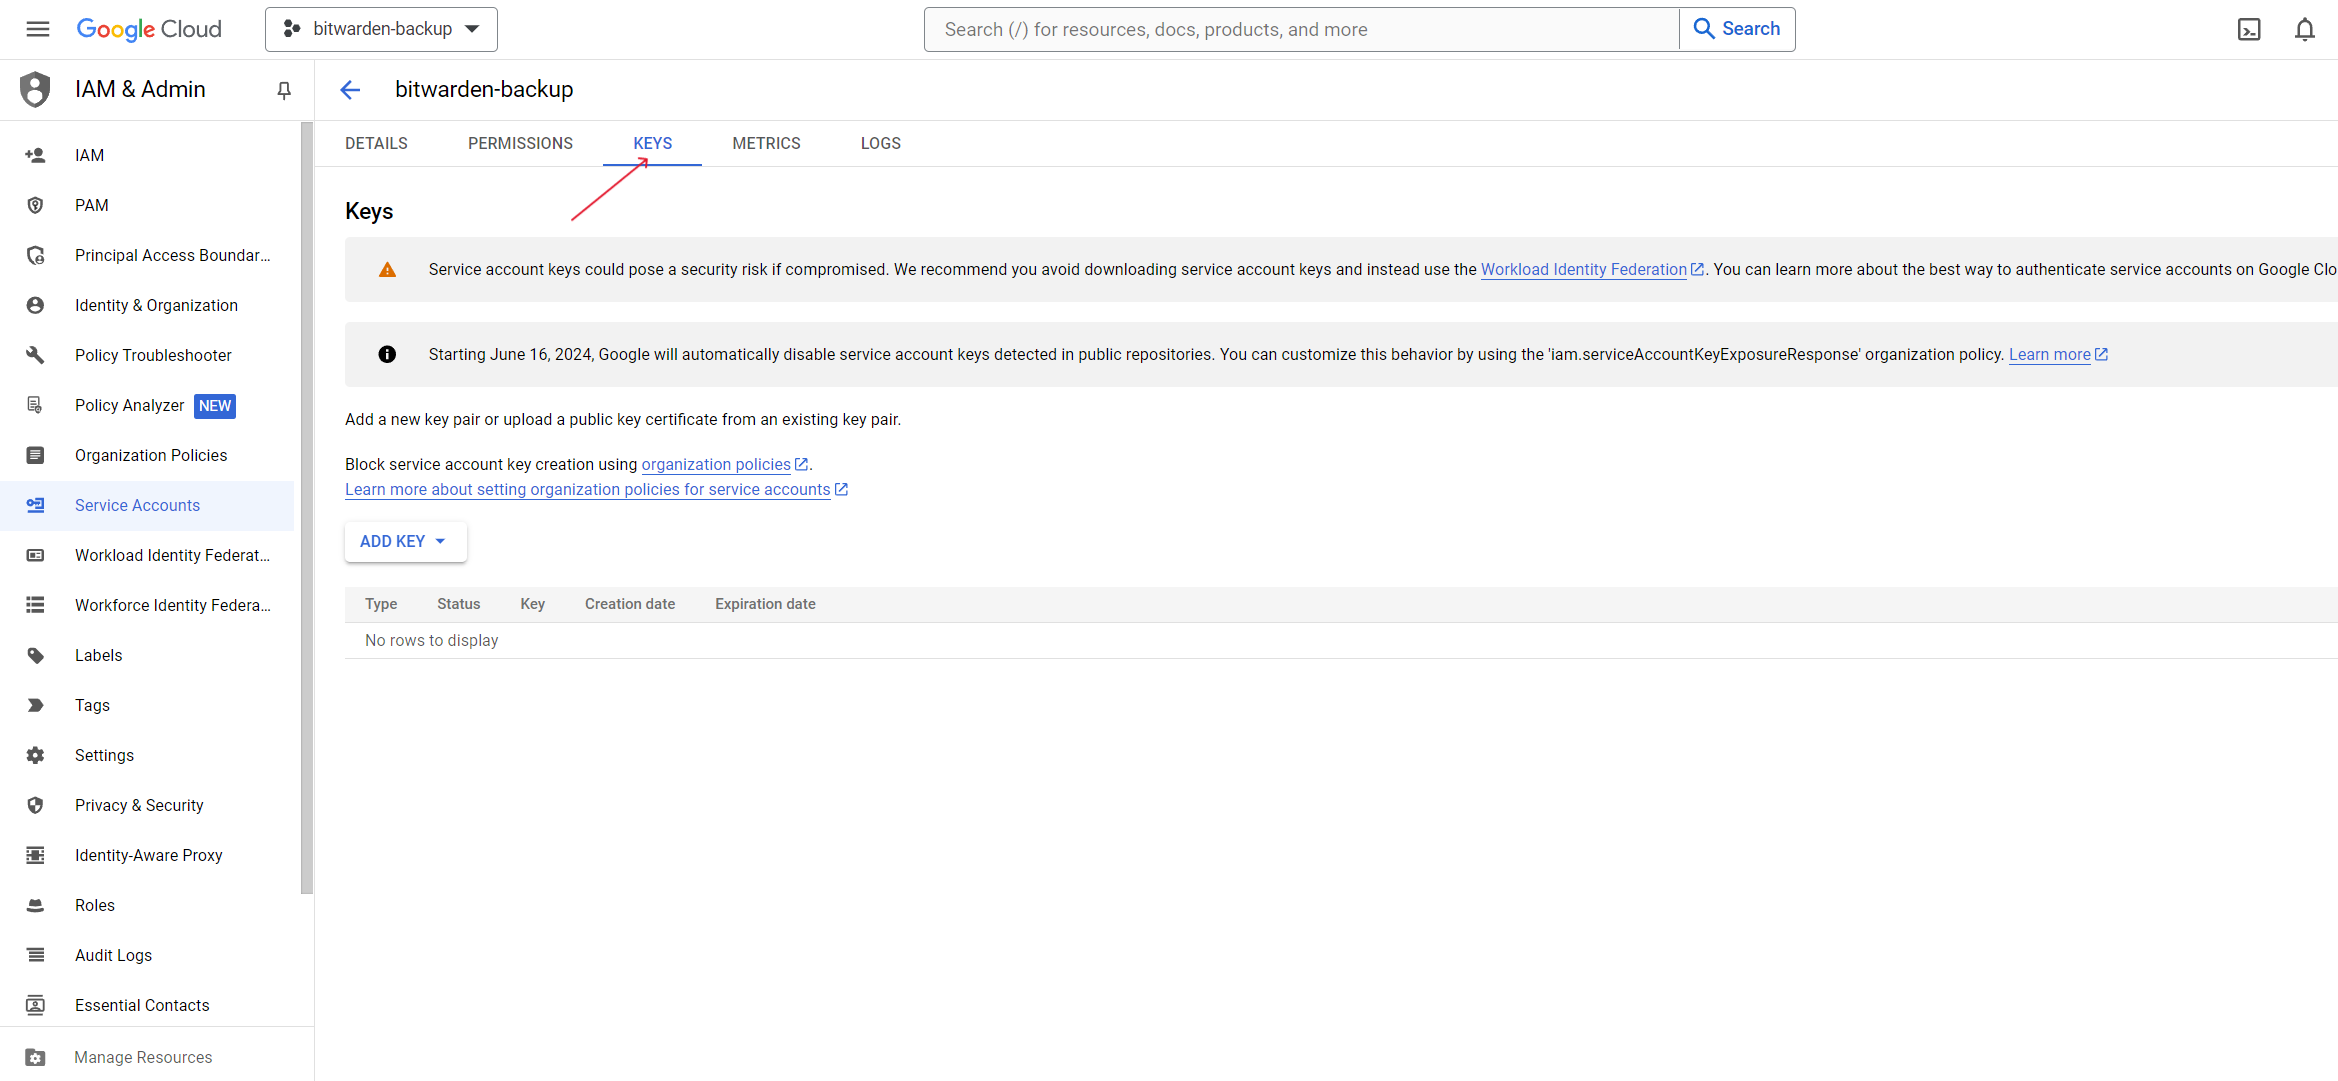 Google Cloud
bitwarden-backup
Search (/) for resources, docs, products, and more
Search
IAM & Admin
bitwarden-backup
DETAILS
PERMISSIONS
KEYS
METRICS
LOGS
IAM
PAM
Principal Access Boundar...
Identity & Organization
Policy Troubleshooter
Policy Analyzer NEW
Organization Policies
Service Accounts
Workload Identity Federat...
Workforce Identity Federa...
Labels
Tags
Settings
Privacy & Security
Identity-Aware Proxy
Roles
Audit Logs
Essential Contacts
Manage Resources
Keys
Service account keys could pose a security risk if compromised. We recommend you avoid downloading service account keys and instead use the Workload Identity Federation. You can learn more about the best way to authenticate service accounts on Google Clo
Starting June 16, 2024, Google will automatically disable service account keys detected in public repositories. You can customize this behavior by using the 'iam.serviceAccountKeyExposureResponse' organization policy. Learn more
Add a new key pair or upload a public key certificate from an existing key pair.
Block service account key creation using organization policies.
Learn more about setting organization policies for service accounts
ADD KEY
Type Status Key Creation date Expiration date
No rows to display